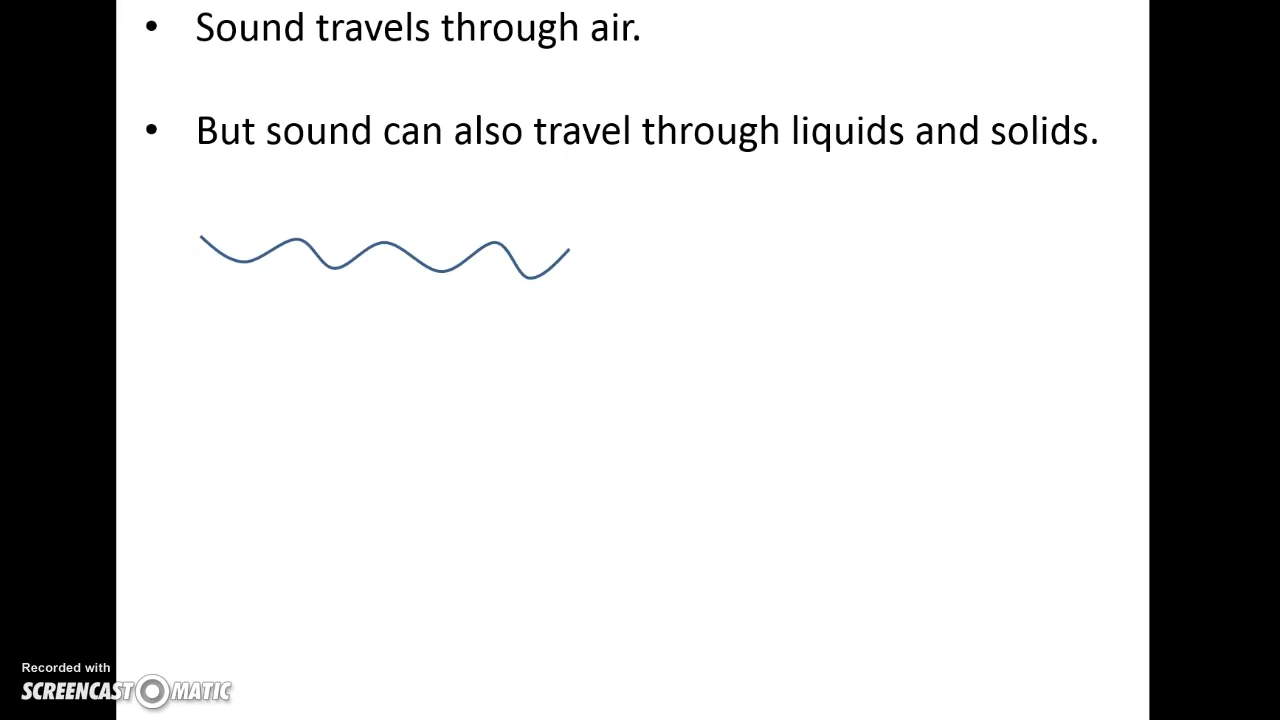 • Sound travels through air.
• But sound can also travel through liquids and solids.
Recorded with
SCREENCAST MATIC